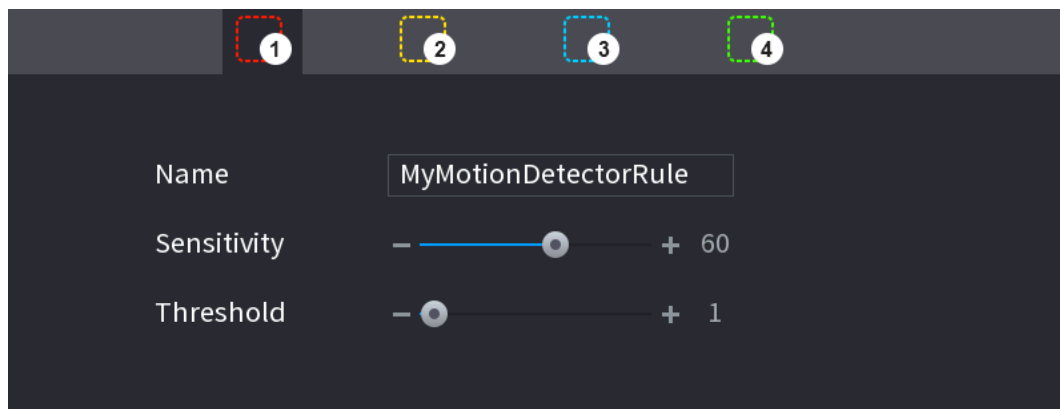 1 2 3 4
Name MyMotionDetectorRule
Sensitivity − + 60
Threshold − + 1